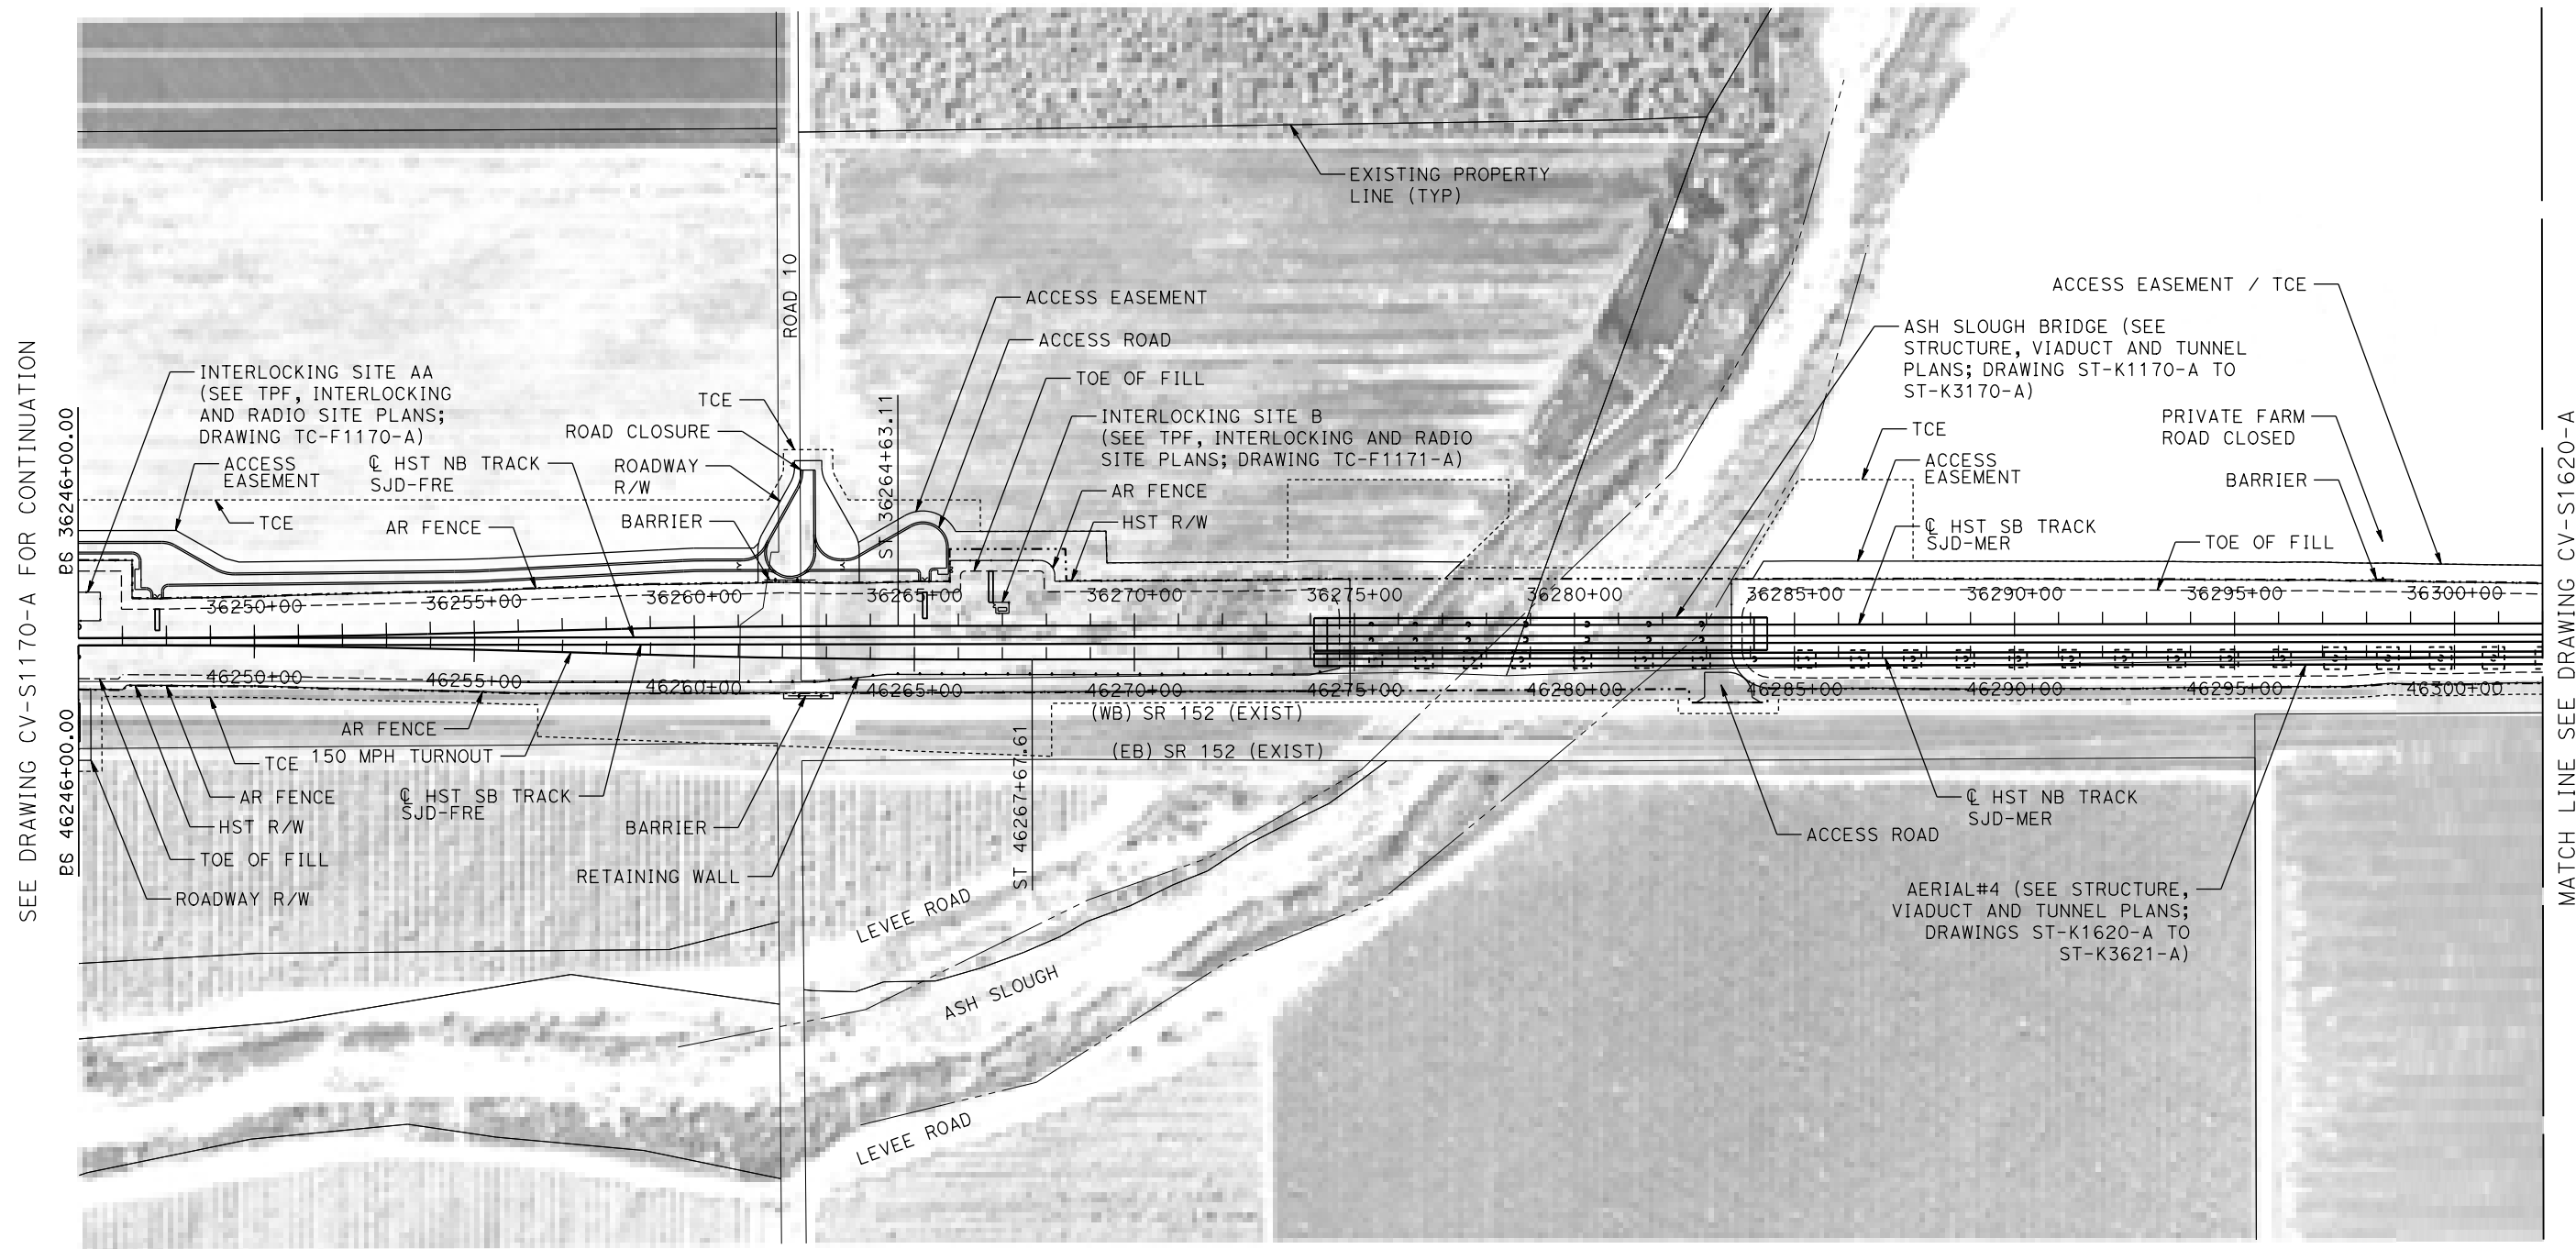 SEE DRAWING CV-S1170-A FOR CONTINUATION
B6 36246+00.00
B6 46246+00.00
INTERLOCKING SITE AA
(SEE TPF, INTERLOCKING
AND RADIO SITE PLANS;
DRAWING TC-F1170-A)
ACCESS
EASEMENT
TCE
℄ HST NB TRACK
SJD-FRE
AR FENCE
ROAD 10
TCE
ROAD CLOSURE
ROADWAY
R/W
BARRIER
ST 36264+63.11
ACCESS EASEMENT
ACCESS ROAD
TOE OF FILL
INTERLOCKING SITE B
(SEE TPF, INTERLOCKING AND RADIO
SITE PLANS; DRAWING TC-F1171-A)
AR FENCE
HST R/W
EXISTING PROPERTY
LINE (TYP)
ACCESS EASEMENT / TCE
ASH SLOUGH BRIDGE (SEE
STRUCTURE, VIADUCT AND TUNNEL
PLANS; DRAWING ST-K1170-A TO
ST-K3170-A)
PRIVATE FARM
ROAD CLOSED
TCE
ACCESS
EASEMENT
BARRIER
℄ HST SB TRACK
SJD-MER
TOE OF FILL
36250+00
36255+00
36260+00
36265+00
36270+00
36275+00
36280+00
36285+00
36290+00
36295+00
36300+00
46250+00
46255+00
46260+00
46265+00
46270+00
46275+00
46280+00
46285+00
46290+00
46295+00
46300+00
(WB) SR 152 (EXIST)
(EB) SR 152 (EXIST)
AR FENCE
150 MPH TURNOUT
TCE
AR FENCE
℄ HST SB TRACK
SJD-FRE
HST R/W
TOE OF FILL
ROADWAY R/W
BARRIER
RETAINING WALL
ST 46267+67.61
LEVEE ROAD
ASH SLOUGH
LEVEE ROAD
℄ HST NB TRACK
SJD-MER
ACCESS ROAD
AERIAL#4 (SEE STRUCTURE,
VIADUCT AND TUNNEL PLANS;
DRAWINGS ST-K1620-A TO
ST-K3621-A)
MATCH LINE SEE DRAWING CV-S1620-A